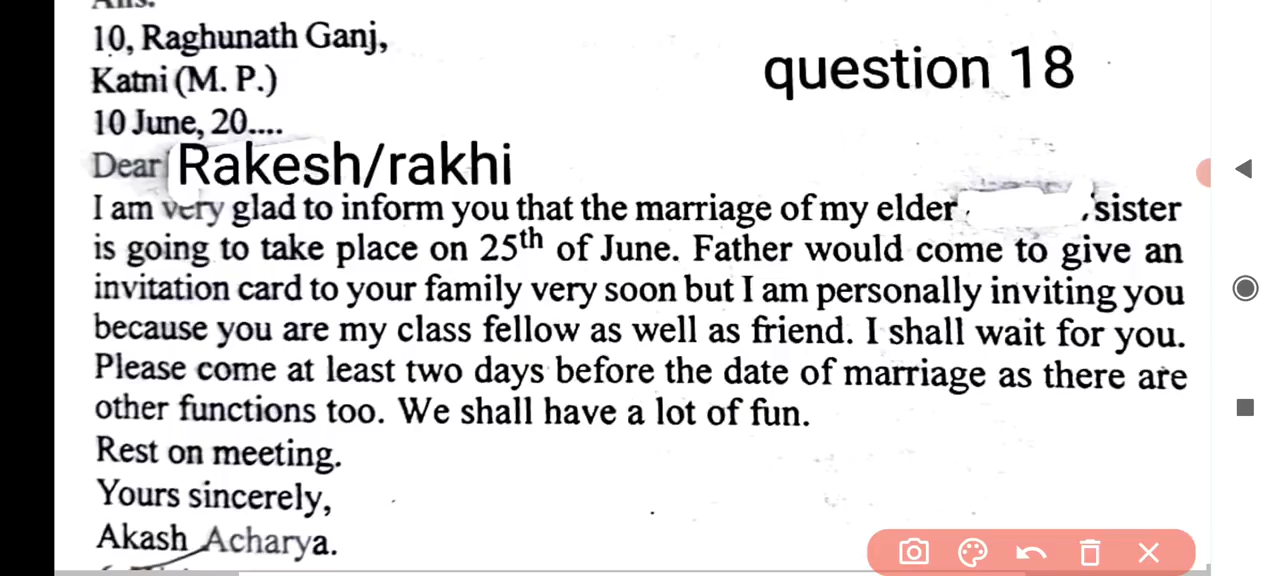 Ans.
10, Raghunath Ganj,
Katni (M. P.)
question 18
10 June, 20....
Dear Rakesh/rakhi
I am very glad to inform you that the marriage of my elder sister
is going to take place on 25th of June. Father would come to give an
invitation card to your family very soon but I am personally inviting you
because you are my class fellow as well as friend. I shall wait for you.
Please come at least two days before the date of marriage as there are
other functions too. We shall have a lot of fun.
Rest on meeting.
Yours sincerely,
Akash Acharya.